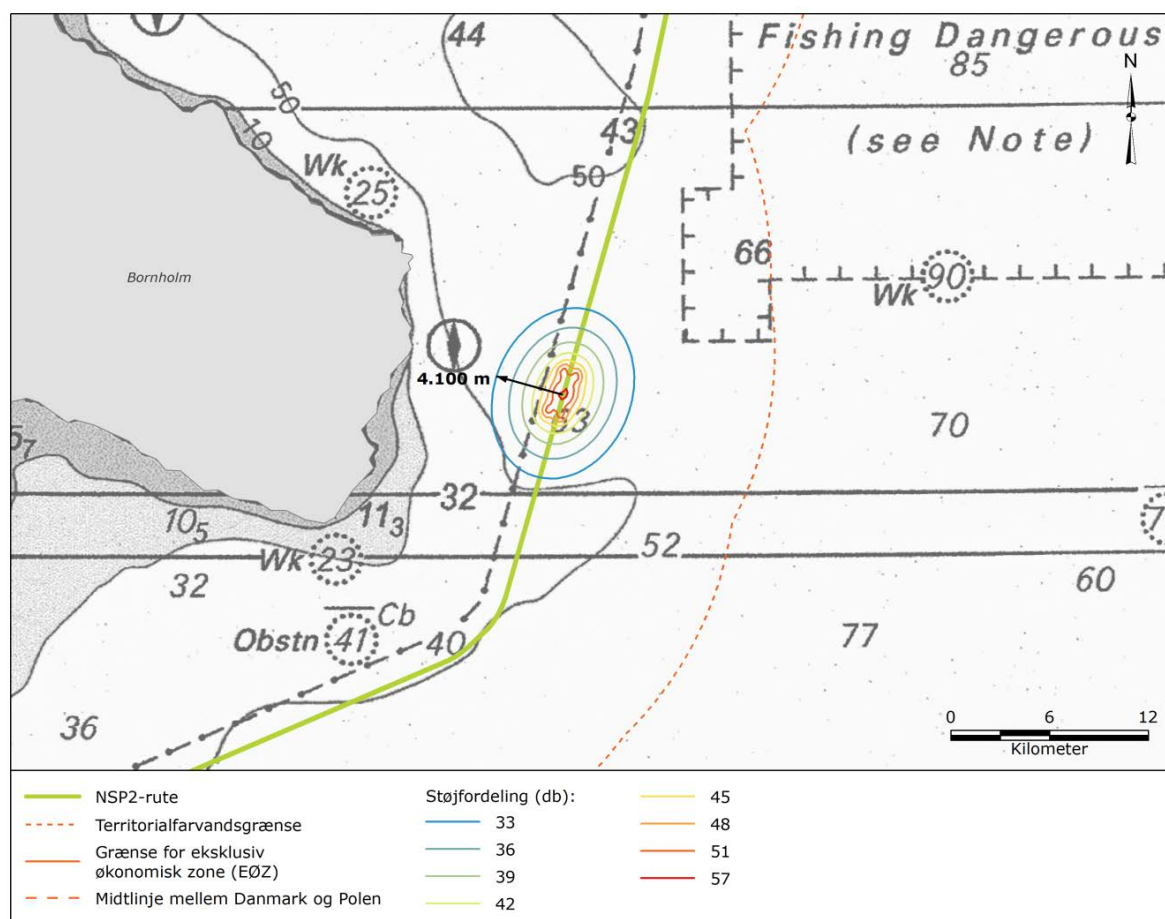 44
Fishing Dangerous
85
N
50
43
(see Note)
10
Wk
25
50
66
Bornholm
Wk 90
4.100 m
53
70
57
32
105
113
52
Wk 23
32
60
Cb
Obstn 41
40
77
36
0 6 12
Kilometer
NSP2-rute
Territorialfarvandsgrænse
Grænse for eksklusiv
økonomisk zone (EØZ)
Midtlinje mellem Danmark og Polen
Støjfordeling (db):
33
36
39
42
45
48
51
57